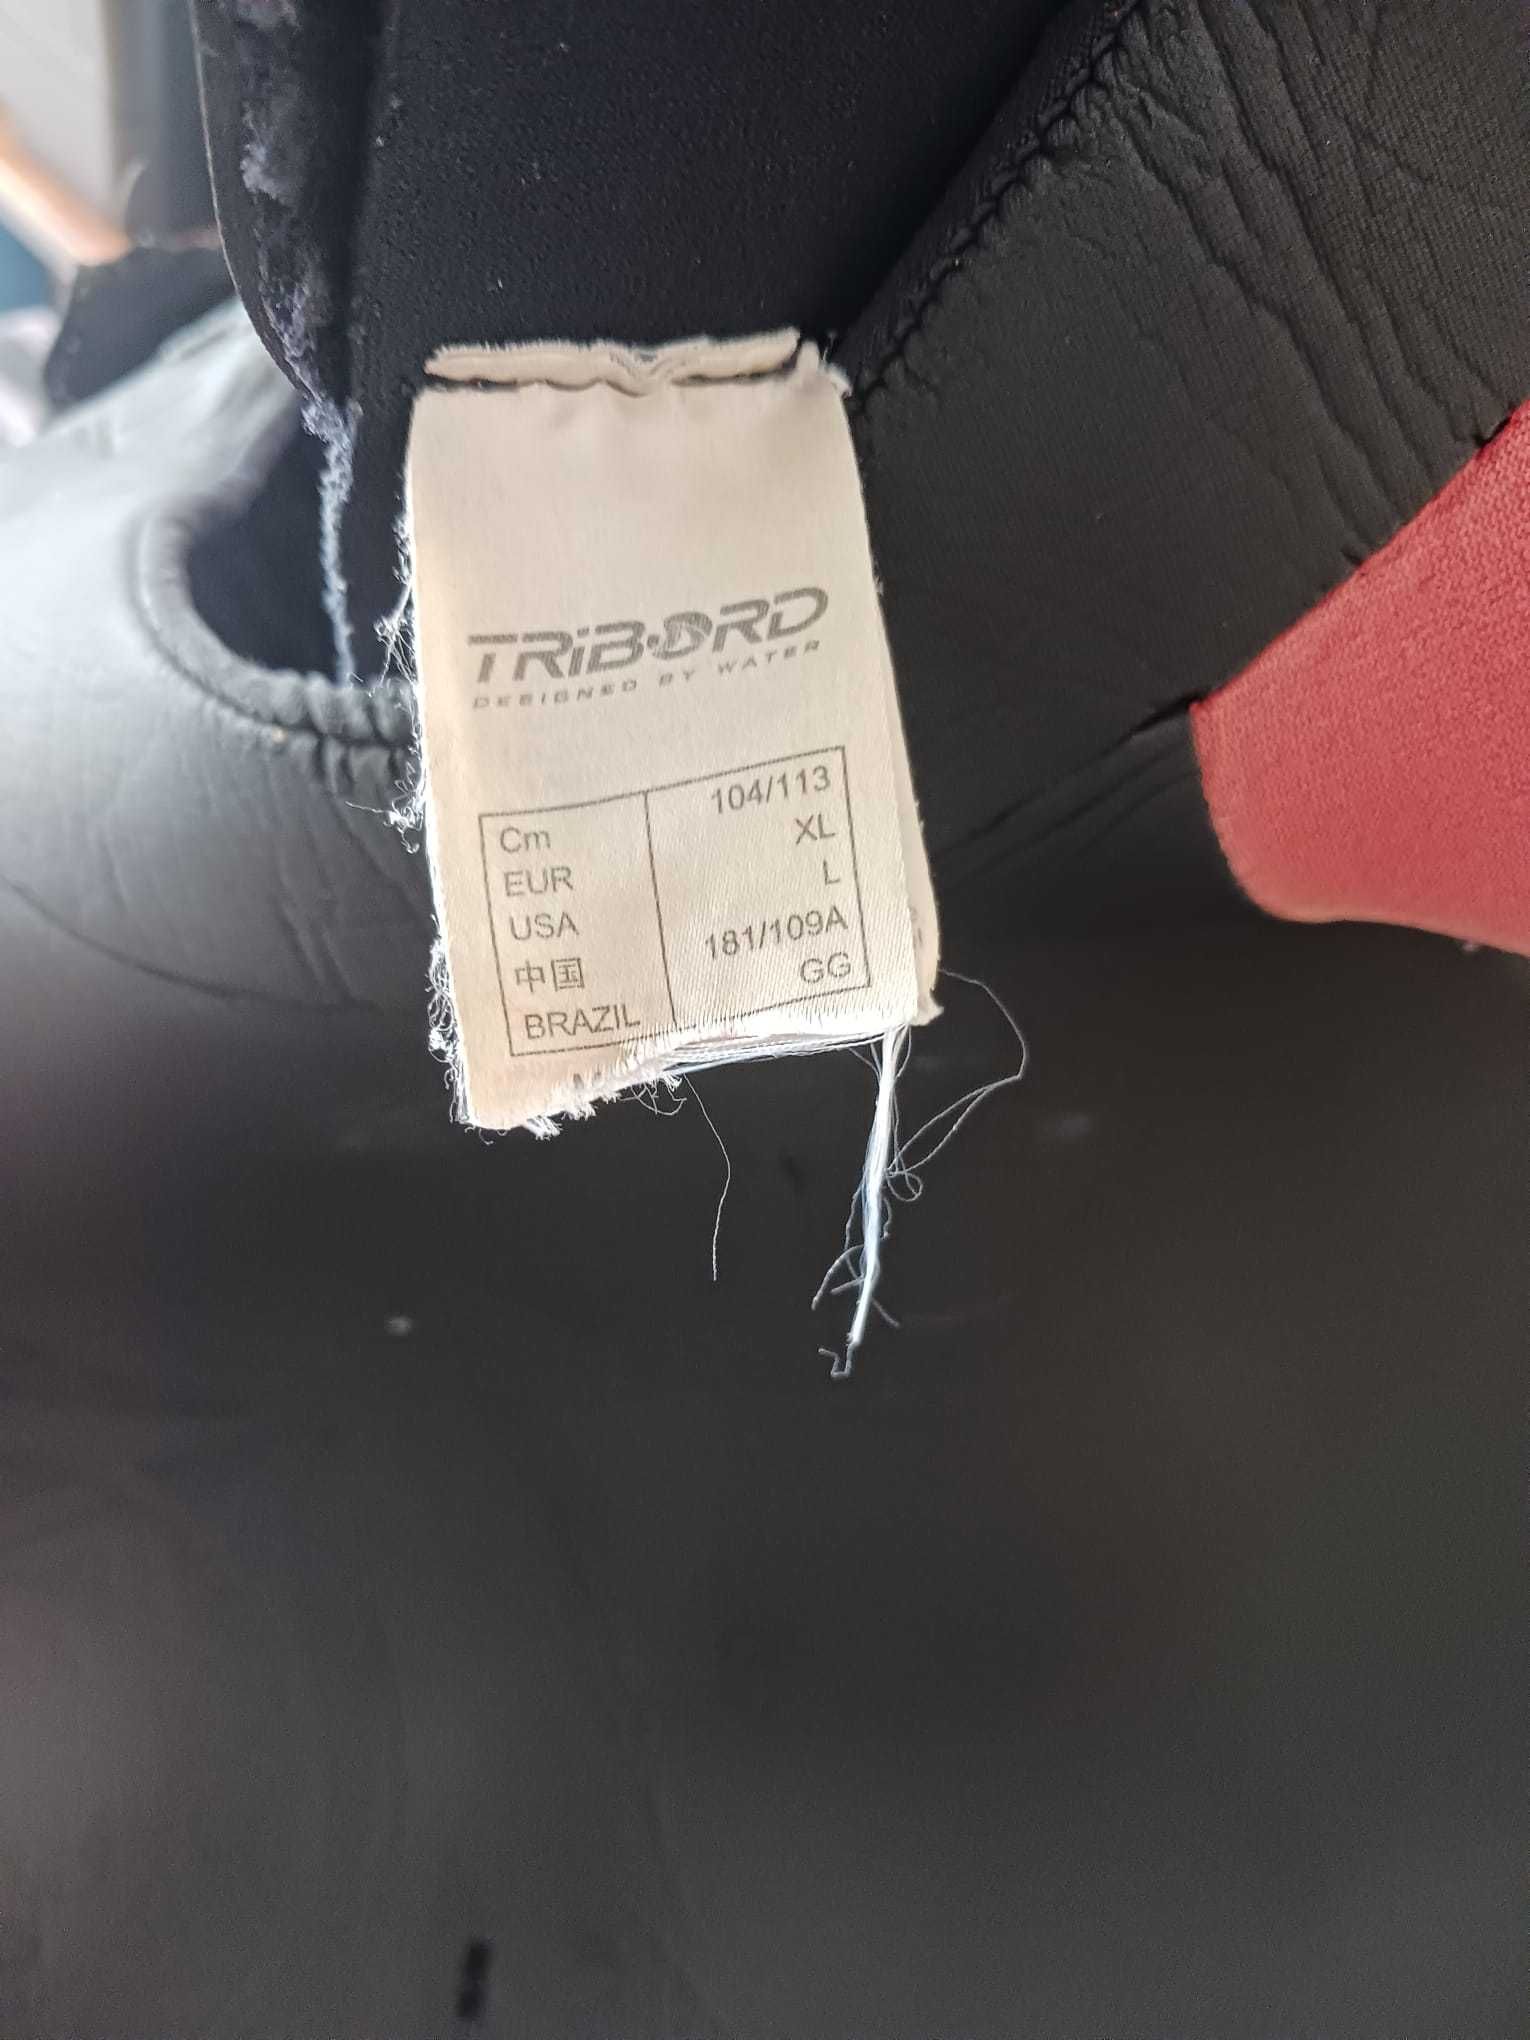 TRIBORD
DESIGNED BY WATER
Cm 104/113
EUR XL
USA L
中国 181/109A
BRAZIL GG